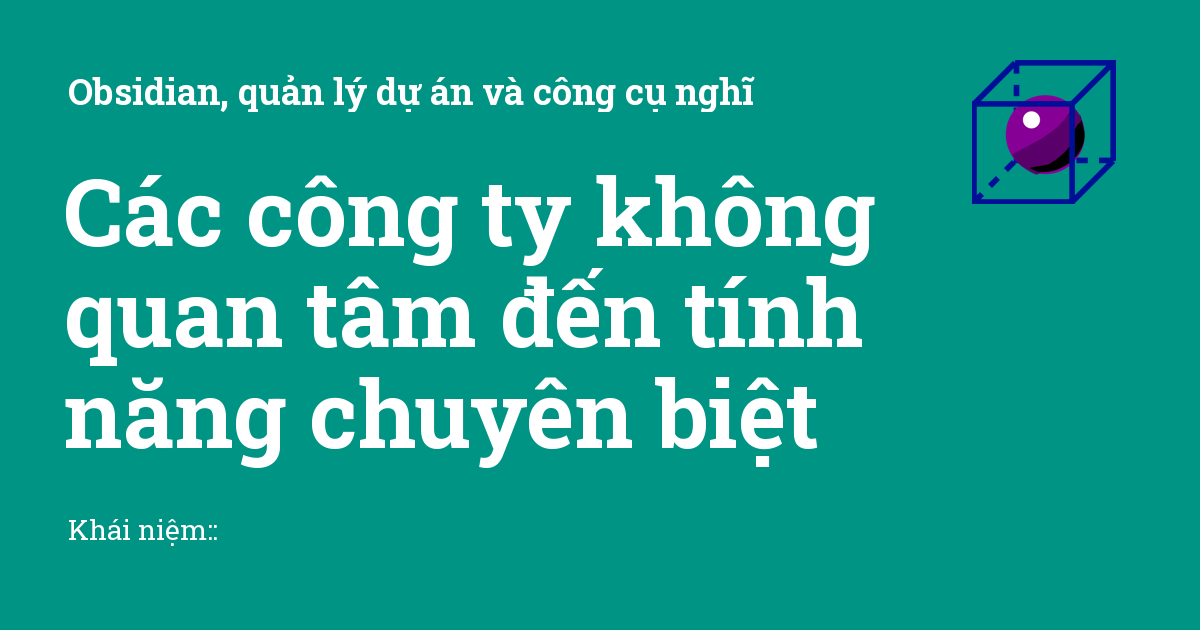 Obsidian, quản lý dự án và công cụ nghĩ
Các công ty không
quan tâm đến tính
năng chuyên biệt
Khái niệm::